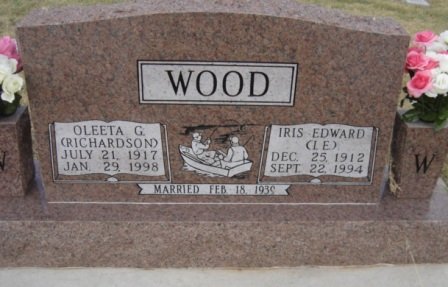 WOOD
OLEETA G.
(RICHARDSON)
JULY 21, 1917
JAN. 29, 1998
IRIS EDWARD
(I.E.)
DEC. 25, 1912
SEPT. 22, 1994
MARRIED FEB. 18, 1939
W